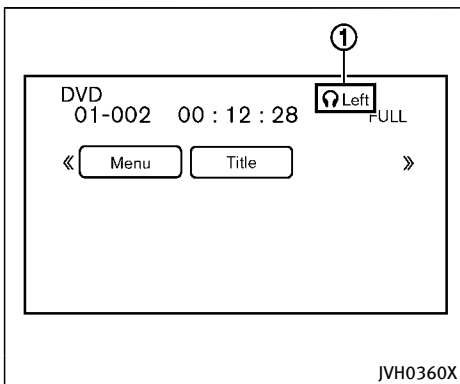 ①
DVD
Left
01-002 00 : 12 : 28 FULL
« Menu Title »
JVH0360X